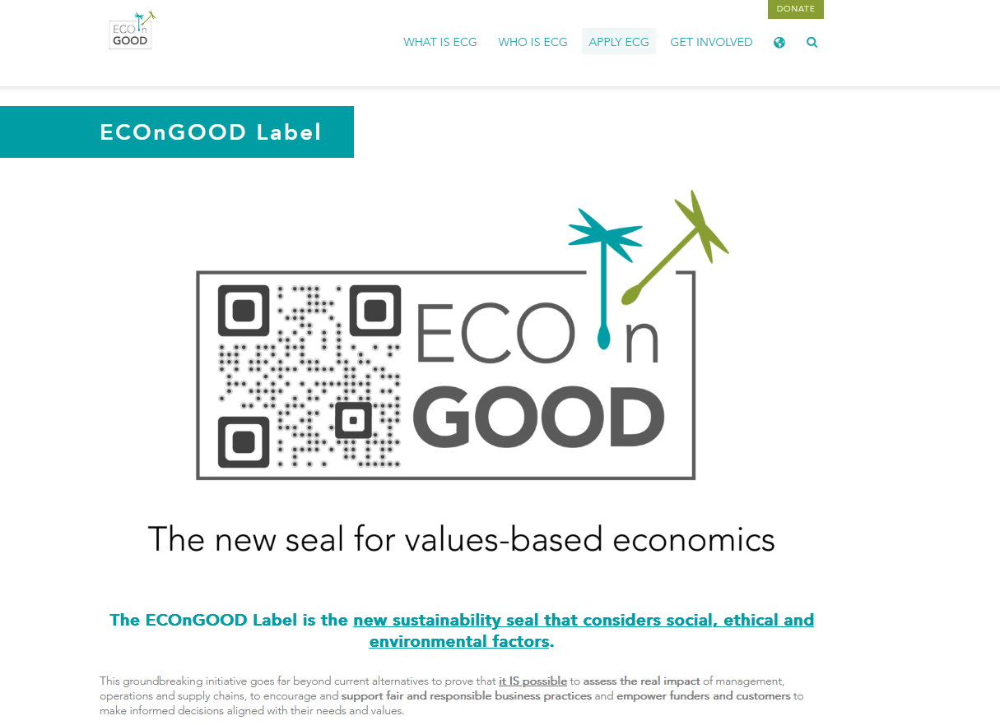 DONATE
ECOn
GOOD
WHAT IS ECG WHO IS ECG APPLY ECG GET INVOLVED
ECOnGOOD Label
ECO n
GOOD
The new seal for values-based economics
The ECOnGOOD Label is the new sustainability seal that considers social, ethical and
environmental factors.
This groundbreaking initiative goes far beyond current alternatives to prove that it IS possible to assess the real impact of management,
operations and supply chains, to encourage and support fair and responsible business practices and empower funders and customers to
make informed decisions aligned with their needs and values.